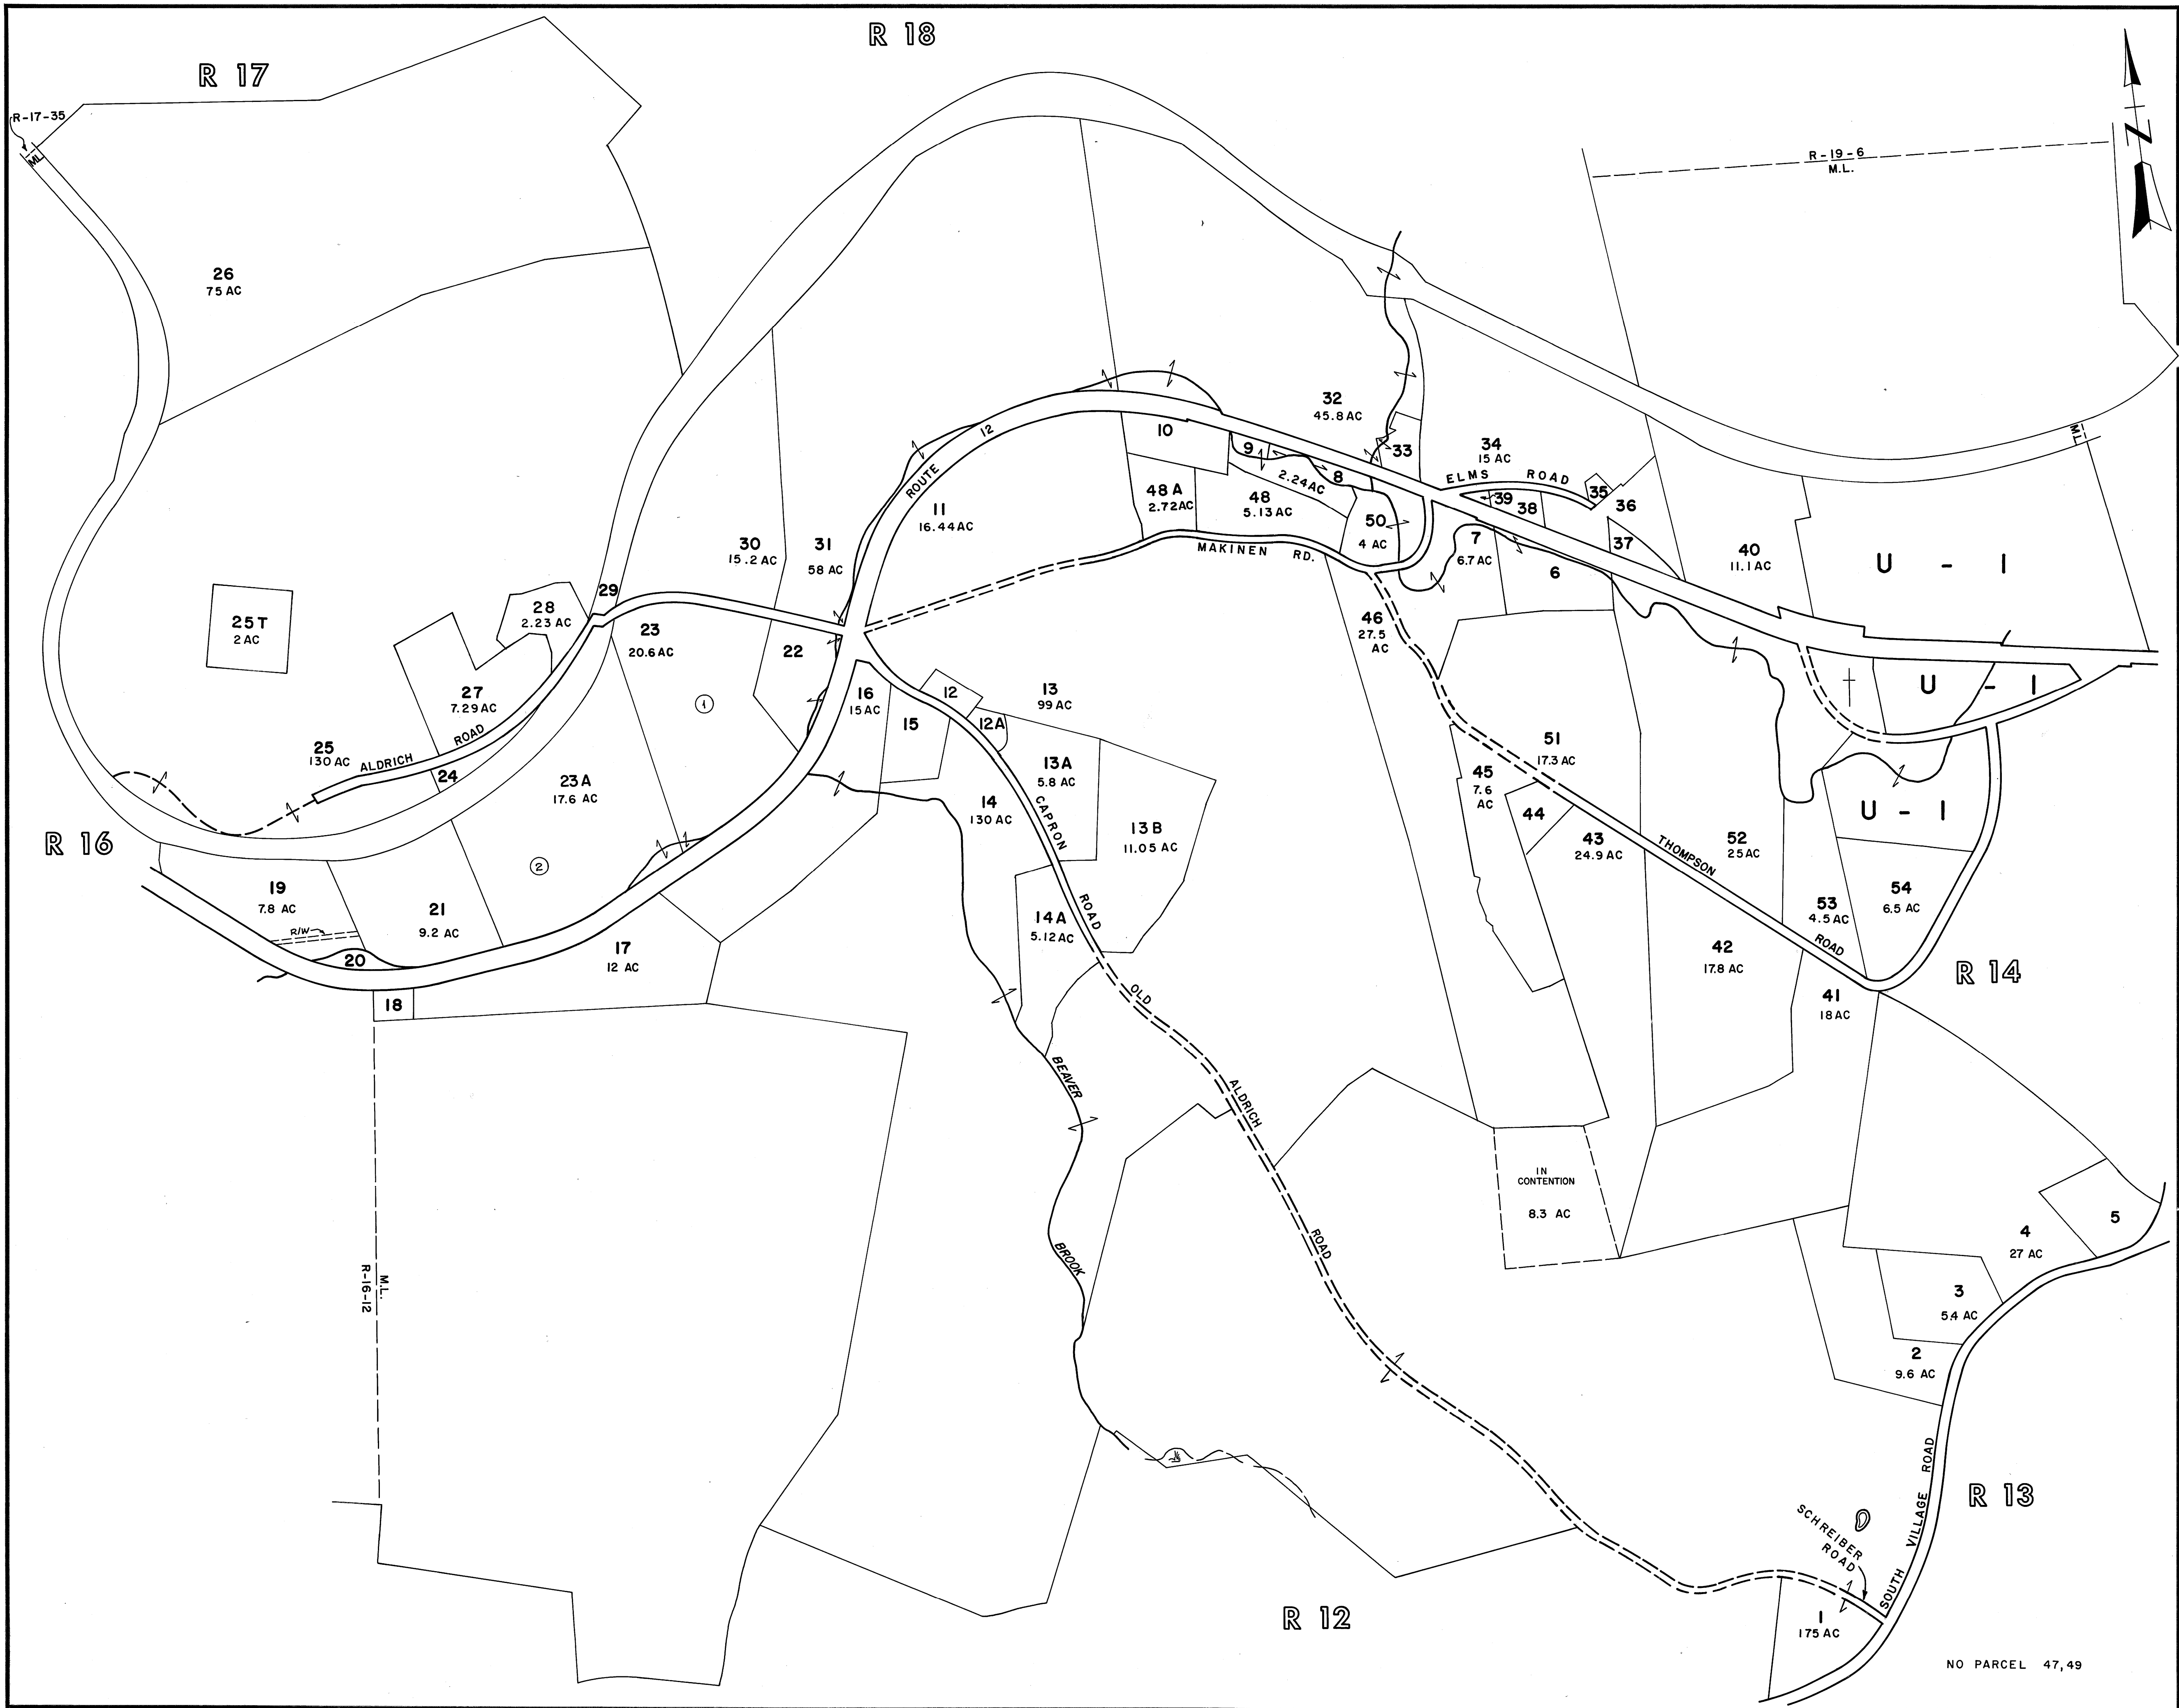 R 18
R 17
R-17-35
ML
R-19-6
M.L.
N
26
75 AC
32
45.8 AC
ML
ROUTE 12
10
9
8
2.24 AC
33
34
15 AC
ELMS ROAD
35
36
39
38
37
48 A
2.72 AC
48
5.13 AC
11
16.44 AC
50
4 AC
7
6.7 AC
6
40
11.1 AC
U - I
30
15.2 AC
31
58 AC
MAKINEN RD.
29
28
2.23 AC
25T
2 AC
23
20.6 AC
22
46
27.5
AC
27
7.29 AC
1
16
15 AC
12
13
99 AC
15
12A
U - I
25
130 AC
ALDRICH ROAD
24
23A
17.6 AC
13A
5.8 AC
51
17.3 AC
45
7.6
AC
44
14
130 AC
CAPRON ROAD
13 B
11.05 AC
43
24.9 AC
THOMPSON ROAD
52
25 AC
U - I
R 16
2
19
7.8 AC
R/W
21
9.2 AC
20
14 A
5.12 AC
53
4.5 AC
54
6.5 AC
17
12 AC
42
17.8 AC
R 14
18
41
18 AC
OLD ALDRICH ROAD
BEAVER BROOK
IN
CONTENTION
8.3 AC
M.L.
R-16-12
5
4
27 AC
3
5.4 AC
2
9.6 AC
R 13
SCHREIBER
ROAD
SOUTH VILLAGE ROAD
R 12
1
175 AC
NO PARCEL 47,49